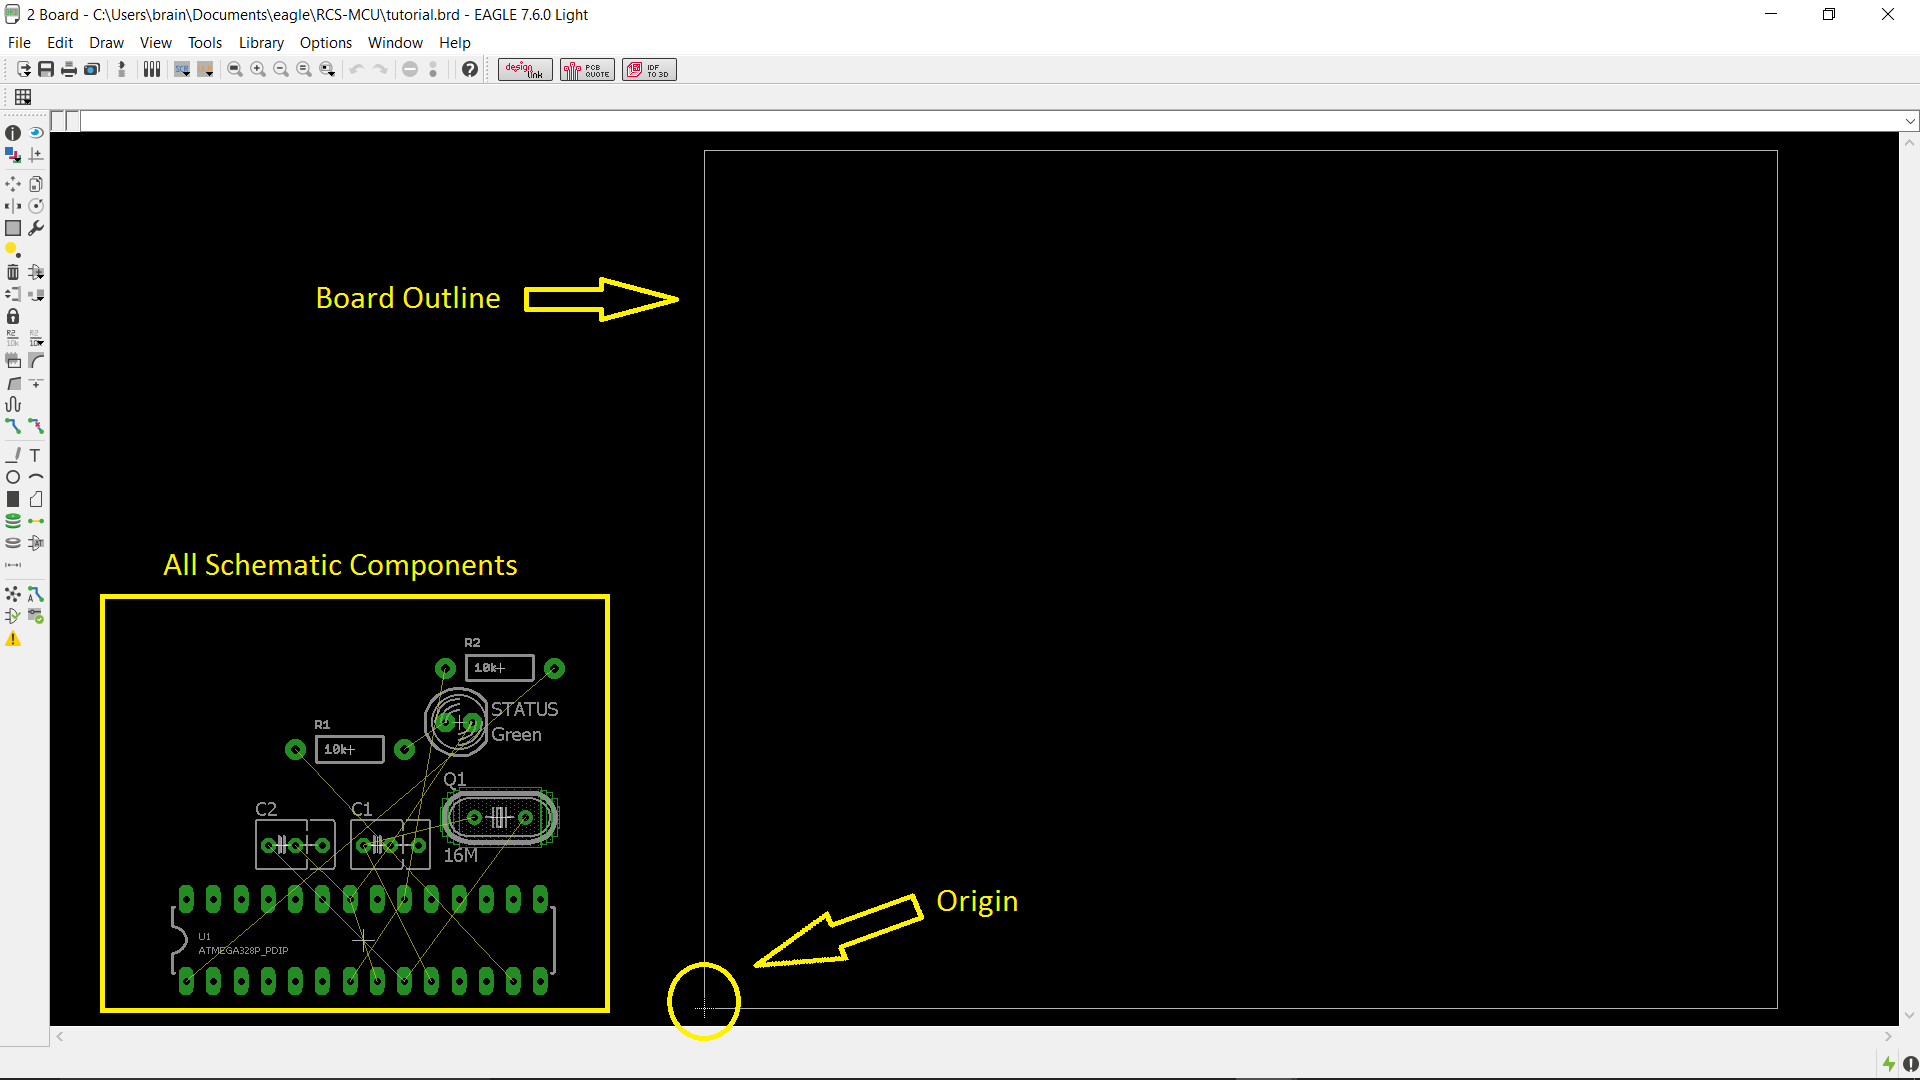 2 Board - C:\Users\brain\Documents\eagle\RCS-MCU\tutorial.brd - EAGLE 7.6.0 Light
File Edit Draw View Tools Library Options Window Help
design link
PCB QUOTE
IDF TO 3D
Board Outline
All Schematic Components
R2
10k
STATUS
Green
R1
10k
Q1
C2
C1
16M
U1
ATMEGA328P_PDIP
Origin